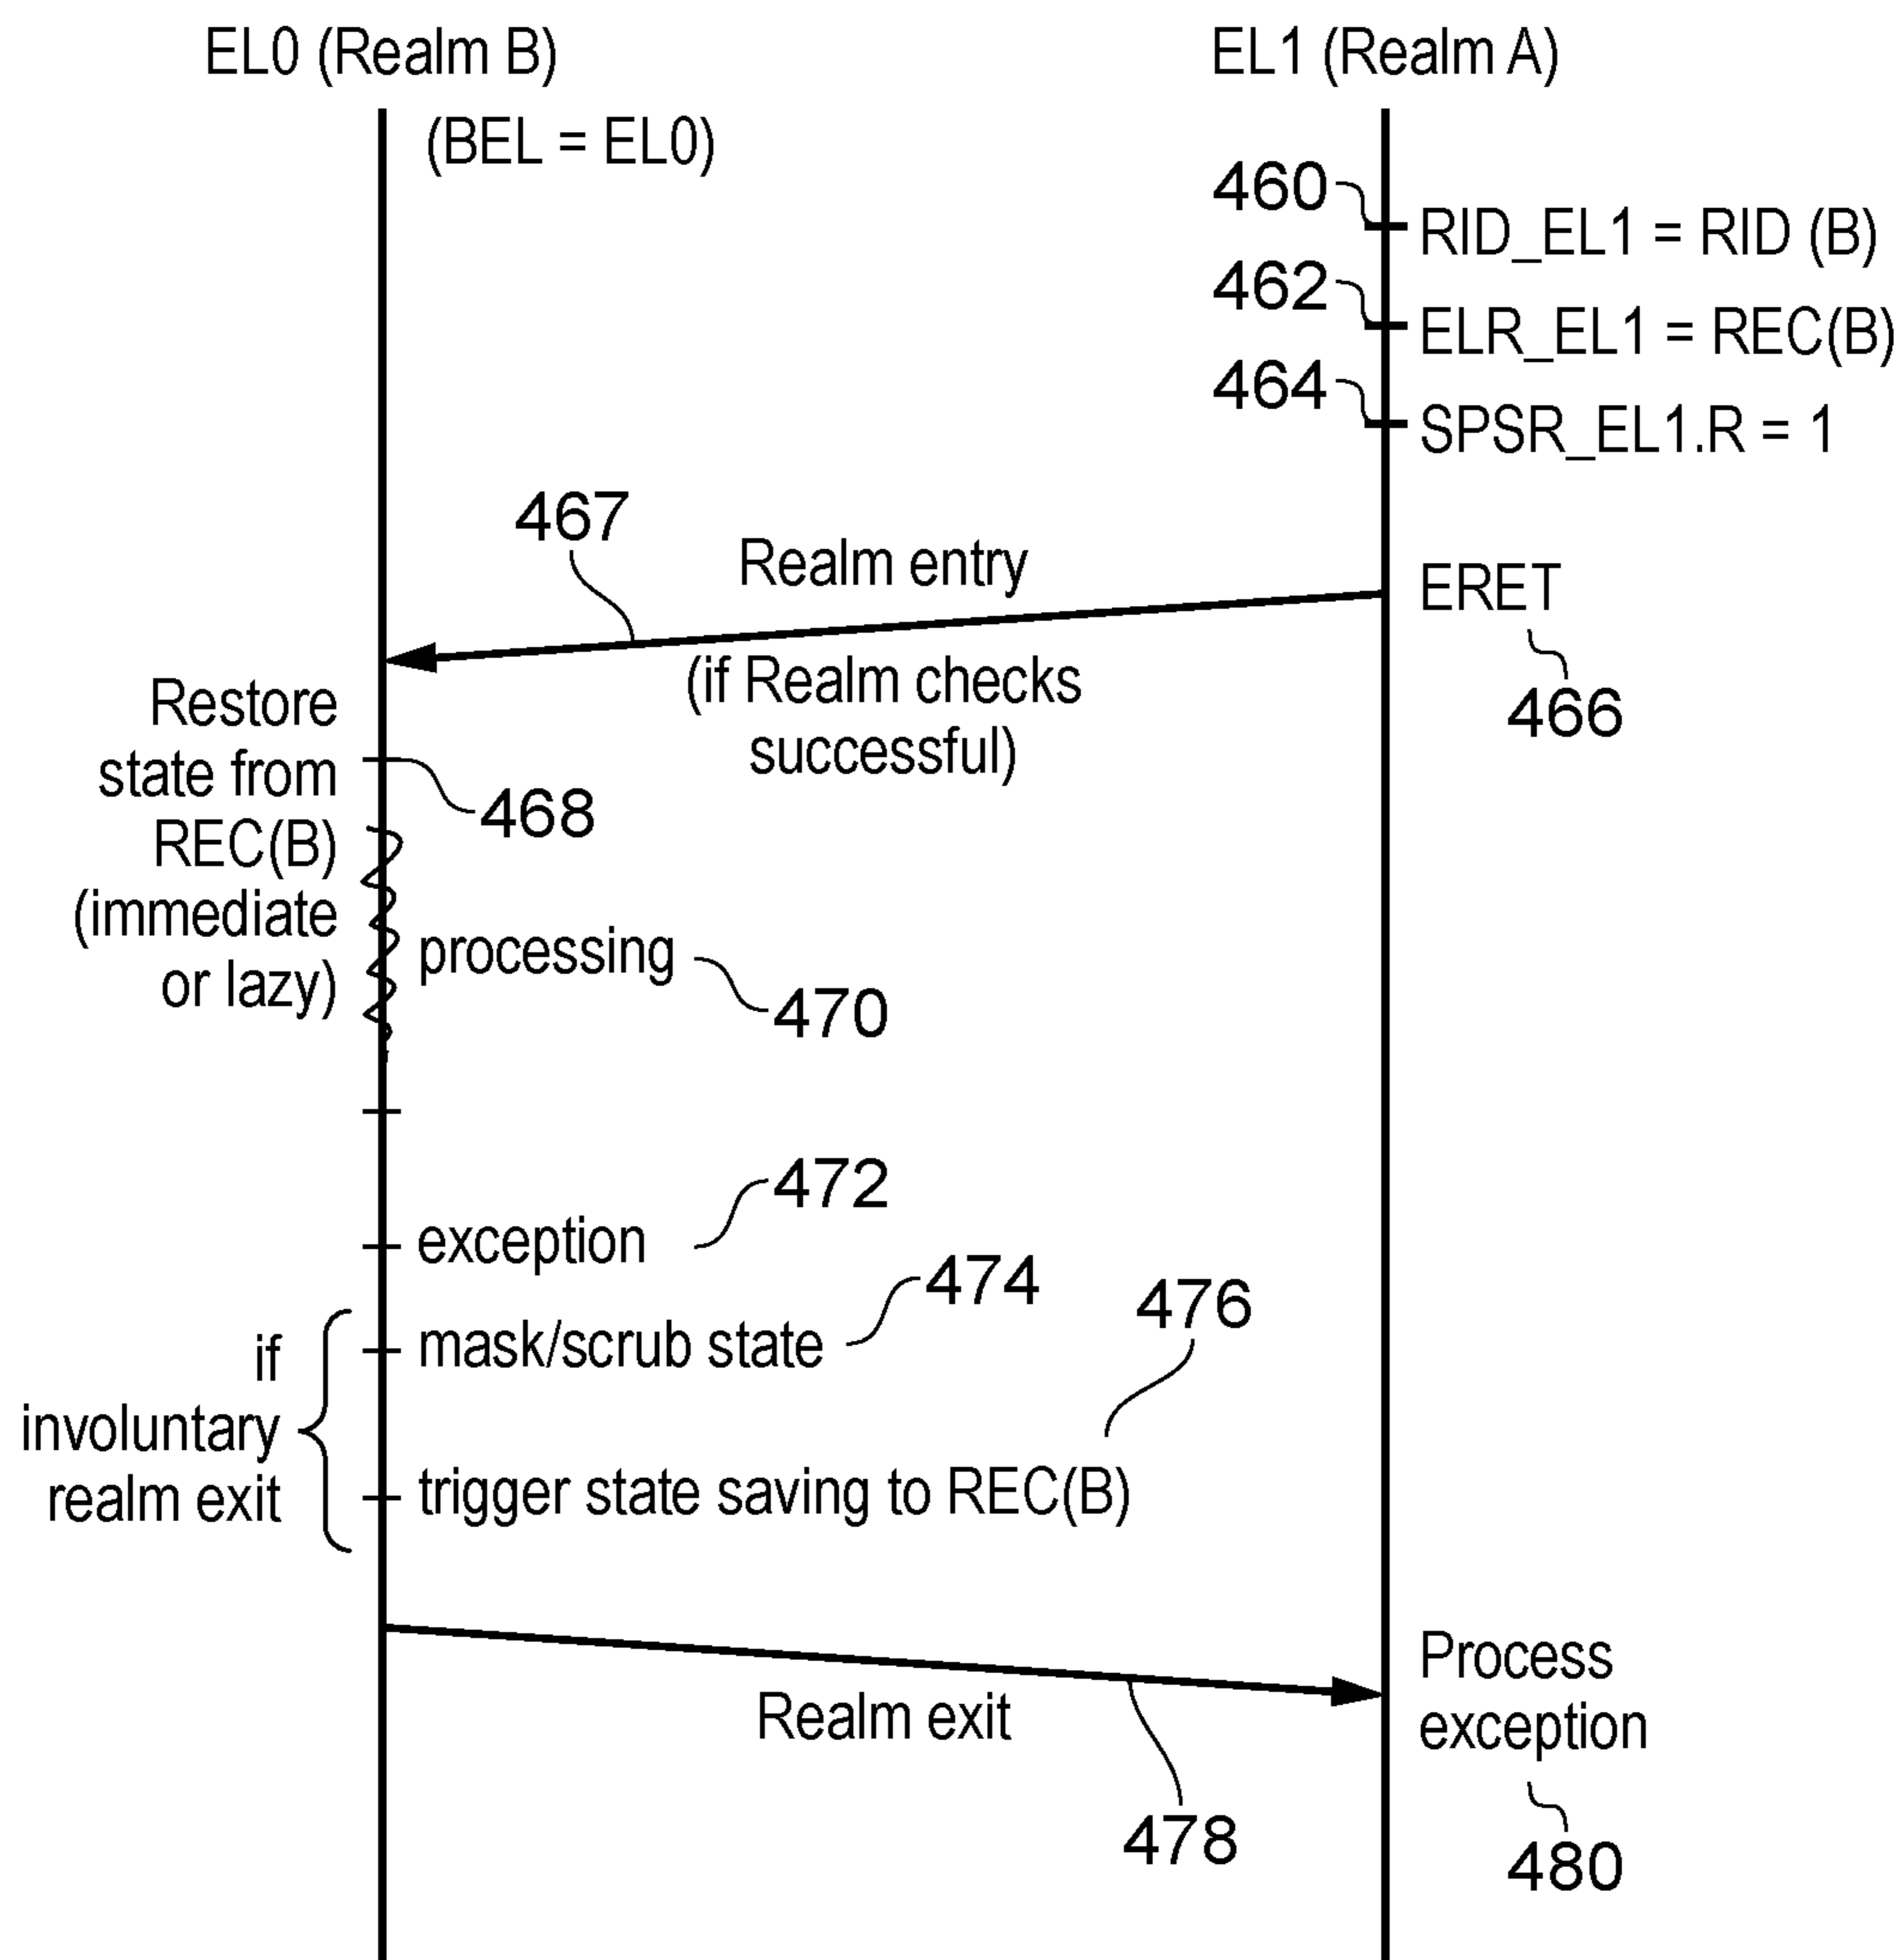 EL0 (Realm B)
EL1 (Realm A)
(BEL = EL0)
460
RID_EL1 = RID (B)
462
ELR_EL1 = REC(B)
464
SPSR_EL1.R = 1
467
Realm entry
ERET
(if Realm checks
successful)
466
Restore
state from
REC(B)
(immediate
or lazy)
468
processing
470
472
exception
474
476
if
involuntary
realm exit
mask/scrub state
trigger state saving to REC(B)
Realm exit
Process
exception
478
480